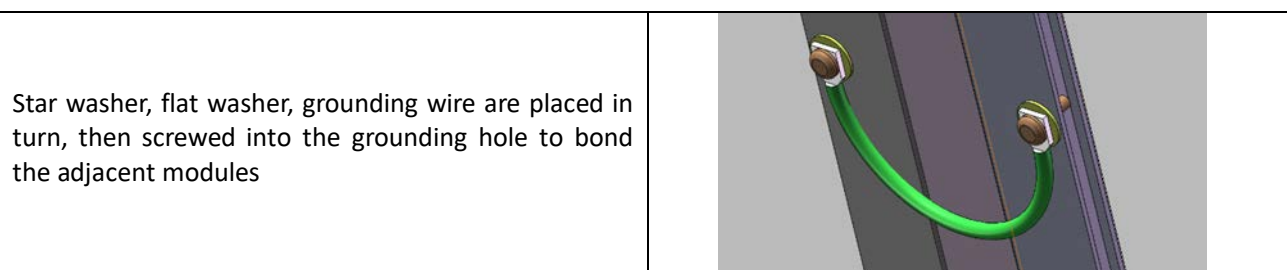 Star washer, flat washer, grounding wire are placed in
turn, then screwed into the grounding hole to bond
the adjacent modules